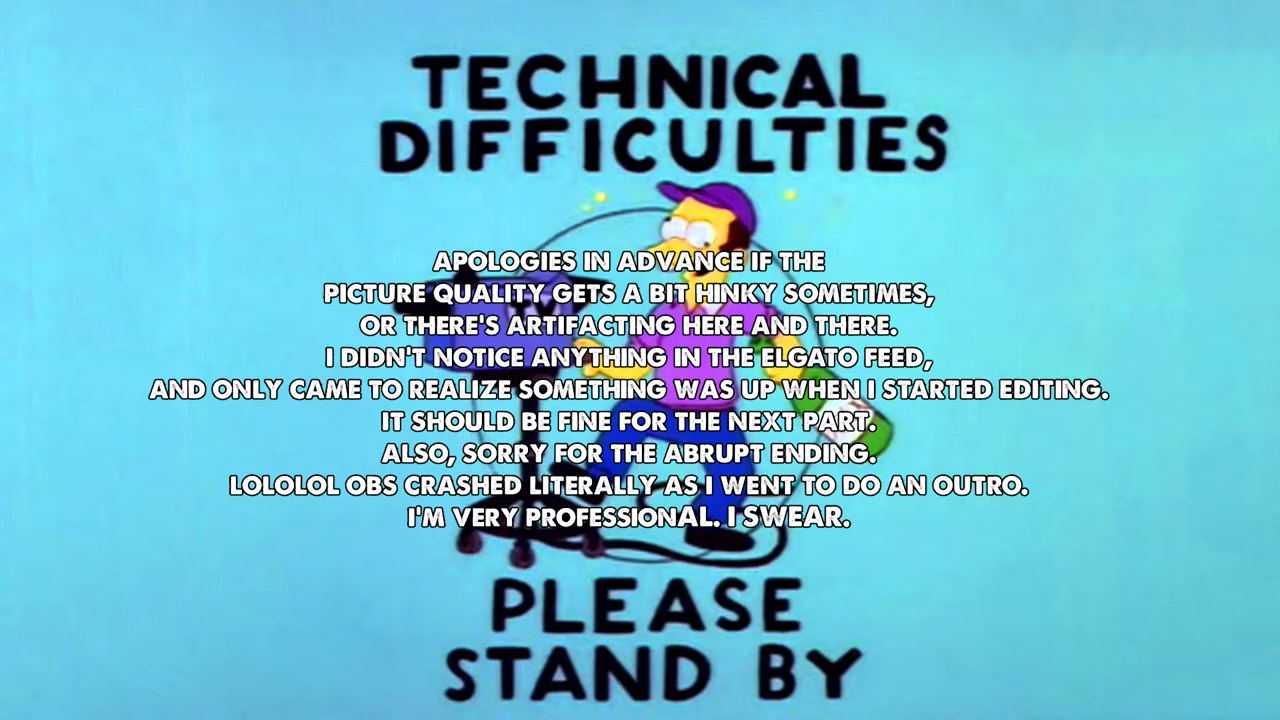 TECHNICAL
DIFFICULTIES
APOLOGIES IN ADVANCE IF THE
PICTURE QUALITY GETS A BIT HINKY SOMETIMES,
OR THERE'S ARTIFACTING HERE AND THERE.
I DIDN'T NOTICE ANYTHING IN THE ELGATO FEED,
AND ONLY CAME TO REALIZE SOMETHING WAS UP WHEN I STARTED EDITING.
IT SHOULD BE FINE FOR THE NEXT PART.
ALSO, SORRY FOR THE ABRUPT ENDING.
LOLOLOL OBS CRASHED LITERALLY AS I WENT TO DO AN OUTRO.
I'M VERY PROFESSIONAL. I SWEAR.
PLEASE
STAND BY